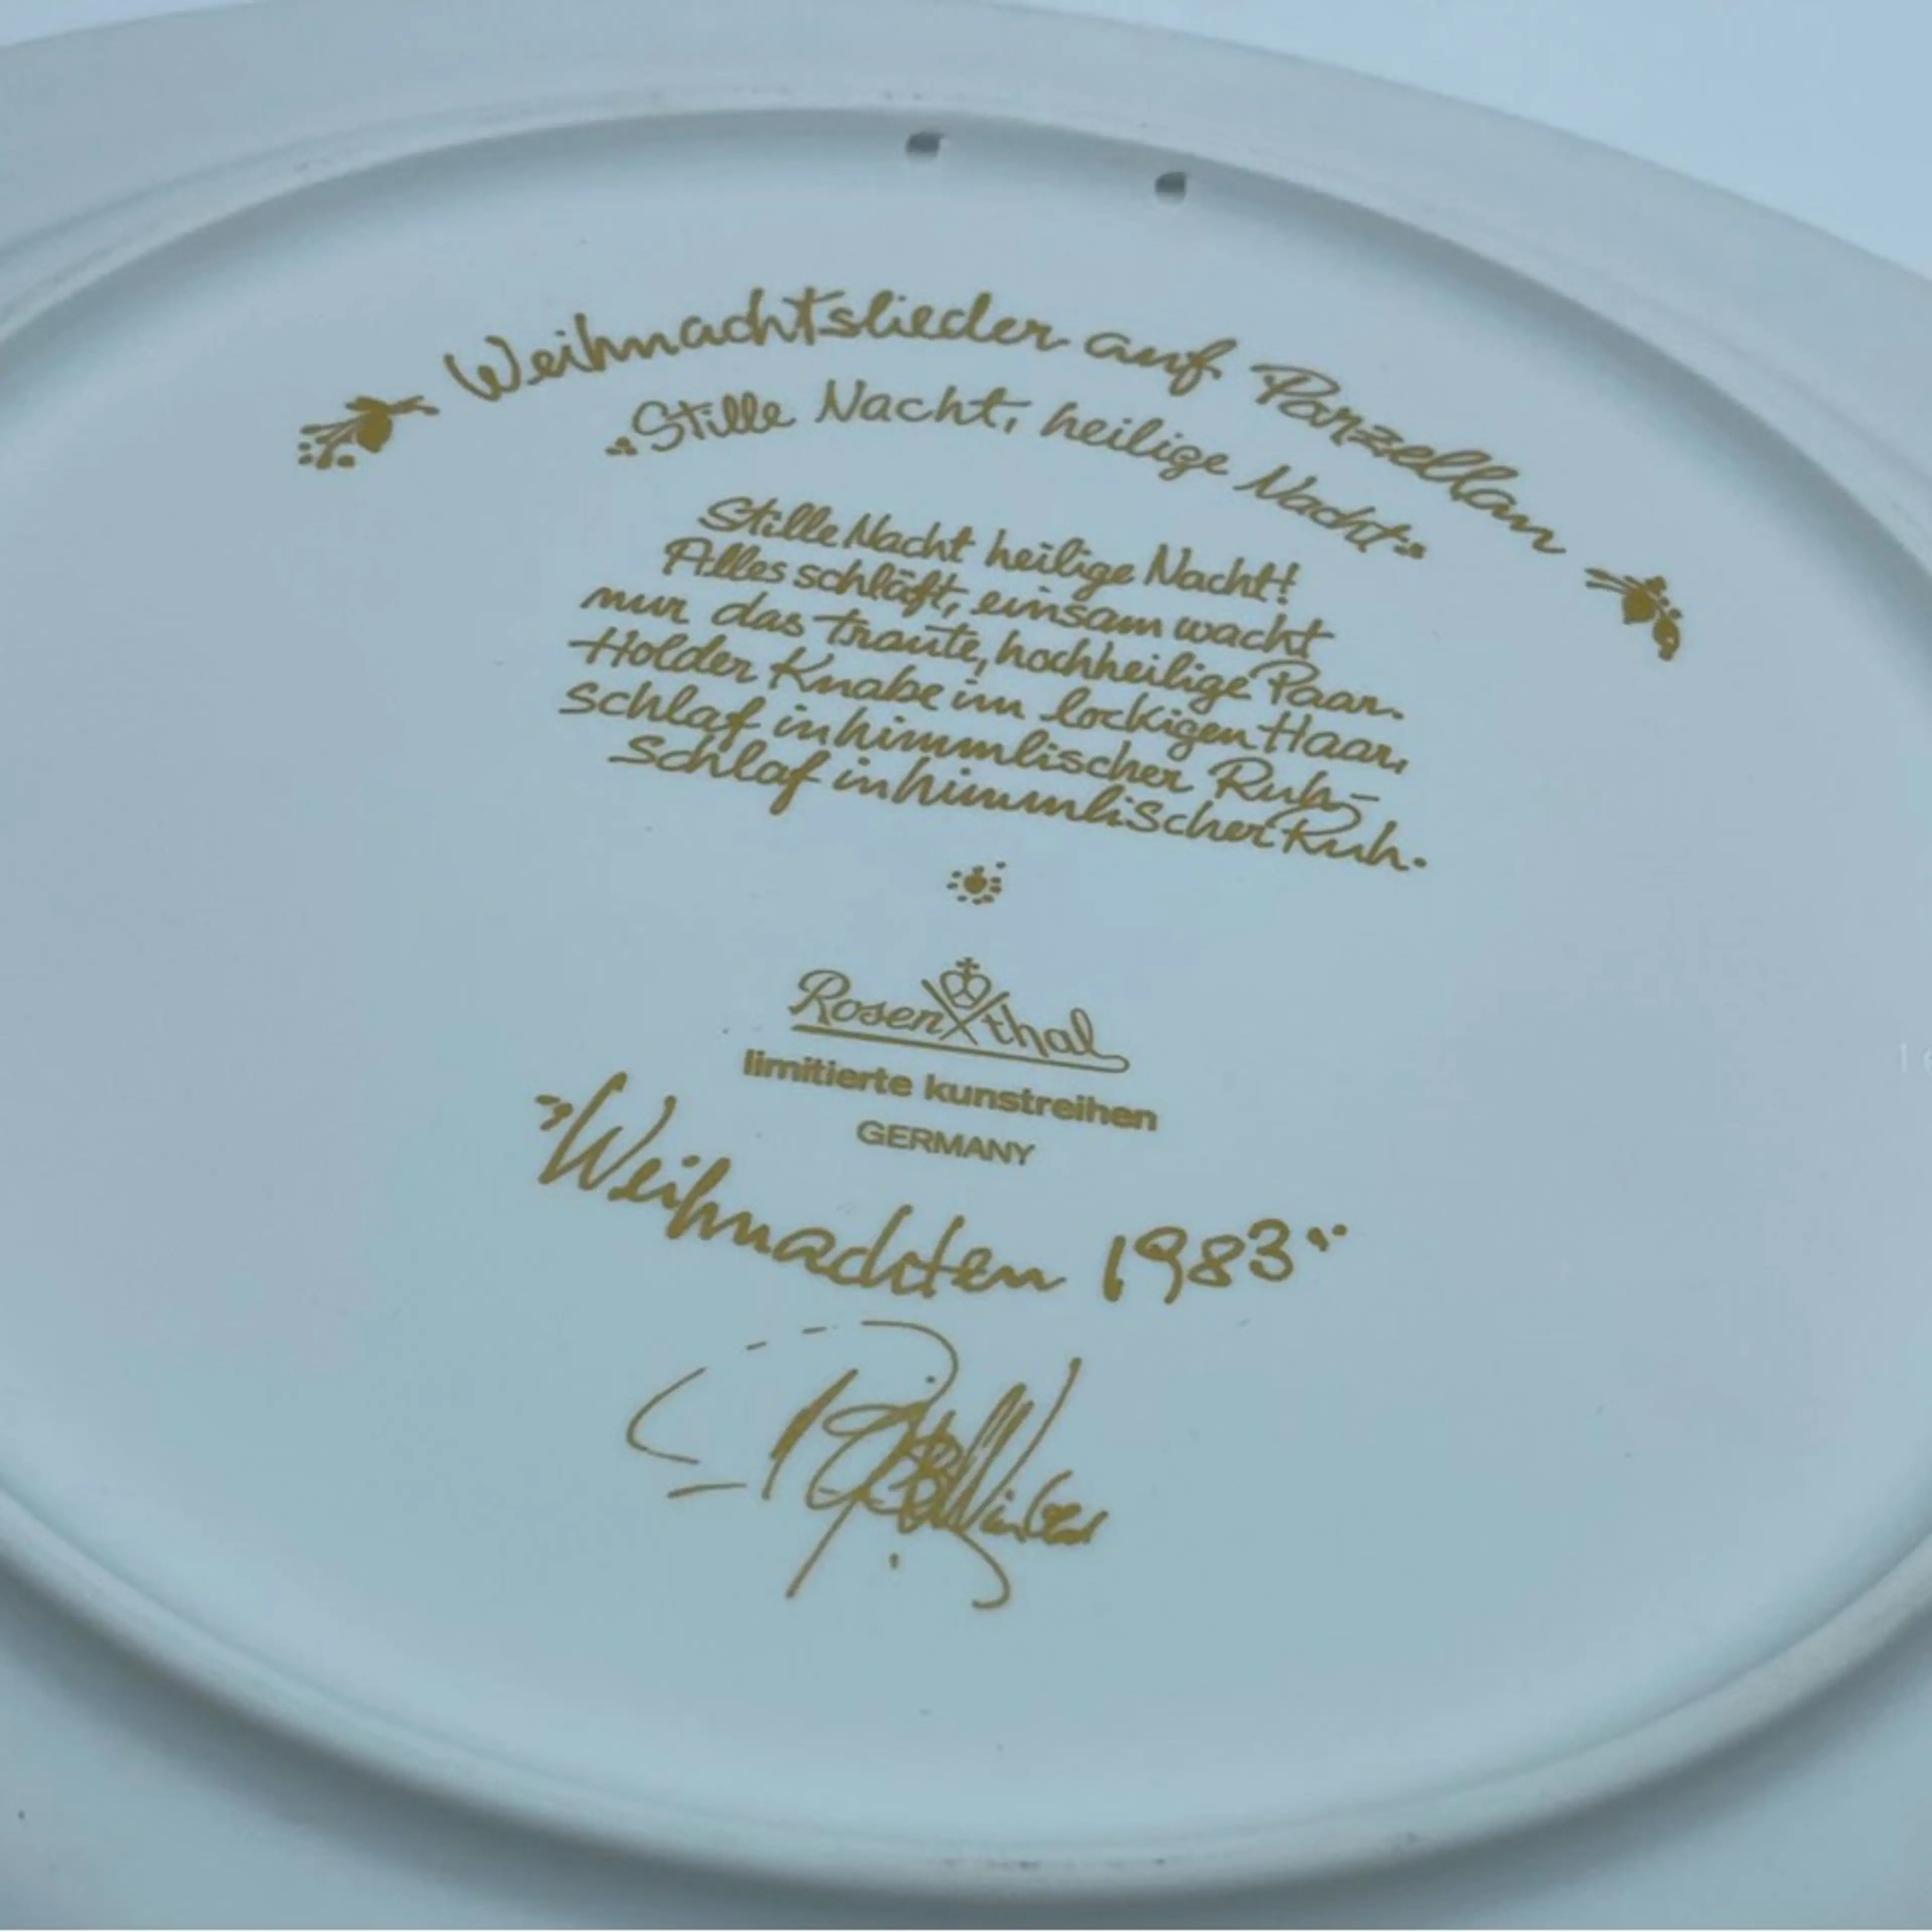 Weihnachtslieder auf Porzellan
„Stille Nacht, heilige Nacht“
Stille Nacht heilige Nacht!
Alles schläft, einsam wacht
nur das traute, hochheilige Paar.
Holder Knabe im lockigen Haar,
Schlaf in himmlischer Ruh-
Schlaf in himmlischer Ruh.
Rosenthal
limitierte kunstreihen
GERMANY
"Weihnachten 1983"